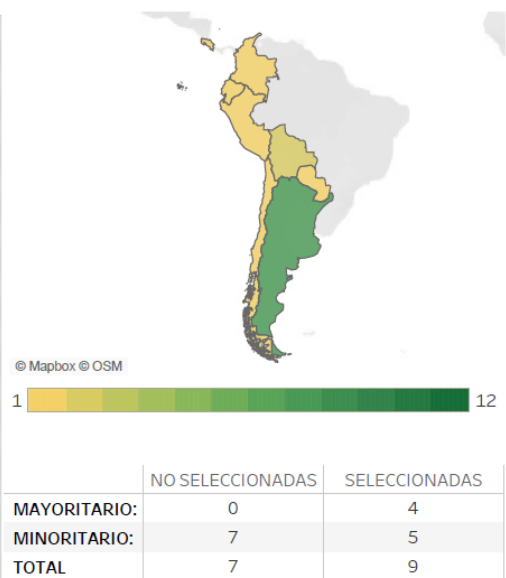 © Mapbox © OSM
1 12
NO SELECCIONADAS SELECCIONADAS
MAYORITARIO: 0 4
MINORITARIO: 7 5
TOTAL 7 9